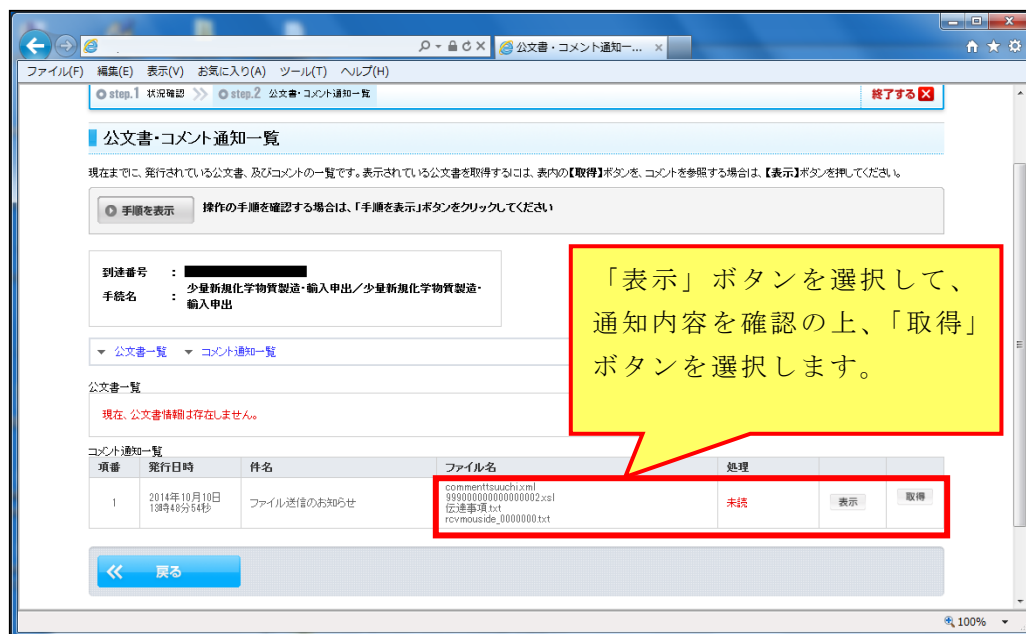 公文書・コメント通知一...
ファイル(F) 編集(E) 表示(V) お気に入り(A) ツール(T) ヘルプ(H)
step.1 状況確認 step.2 公文書・コメント通知一覧 終了する
公文書・コメント通知一覧
現在までに、発行されている公文書、及びコメントの一覧です。表示されている公文書を取得するには、表内の【取得】ボタンを、コメントを参照する場合は、【表示】ボタンを押してください。
手順を表示 操作の手順を確認する場合は、「手順を表示」ボタンをクリックしてください
到達番号 :
手続名 : 少量新規化学物質製造・輸入申出/少量新規化学物質製造・
輸入申出
「表示」ボタンを選択して、
通知内容を確認の上、「取得」
ボタンを選択します。
公文書一覧 コメント通知一覧
公文書一覧
現在、公文書情報は存在しません。
コメント通知一覧
項番 発行日時 件名 ファイル名 処理
1 2014年10月10日 ファイル送信のお知らせ commenttsuuchi.xml 未読 表示 取得
13時48分54秒 999000000000000002.xsl
伝達事項.txt
rcvmouside_0000000.txt
戻る
100%